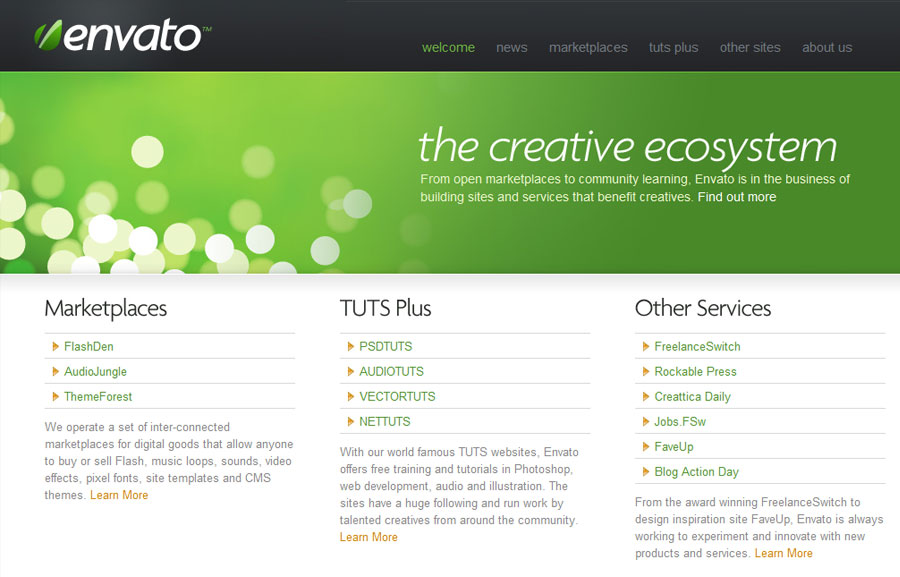 envato™
welcome news marketplaces tuts plus other sites about us
the creative ecosystem
From open marketplaces to community learning, Envato is in the business of
building sites and services that benefit creatives. Find out more
Marketplaces
FlashDen
AudioJungle
ThemeForest
We operate a set of inter-connected
marketplaces for digital goods that allow anyone
to buy or sell Flash, music loops, sounds, video
effects, pixel fonts, site templates and CMS
themes. Learn More
TUTS Plus
PSDTUTS
AUDIOTUTS
VECTORTUTS
NETTUTS
With our world famous TUTS websites, Envato
offers free training and tutorials in Photoshop,
web development, audio and illustration. The
sites have a huge following and run work by
talented creatives from around the community.
Learn More
Other Services
FreelanceSwitch
Rockable Press
Creattica Daily
Jobs.FSw
FaveUp
Blog Action Day
From the award winning FreelanceSwitch to
design inspiration site FaveUp, Envato is always
working to experiment and innovate with new
products and services. Learn More